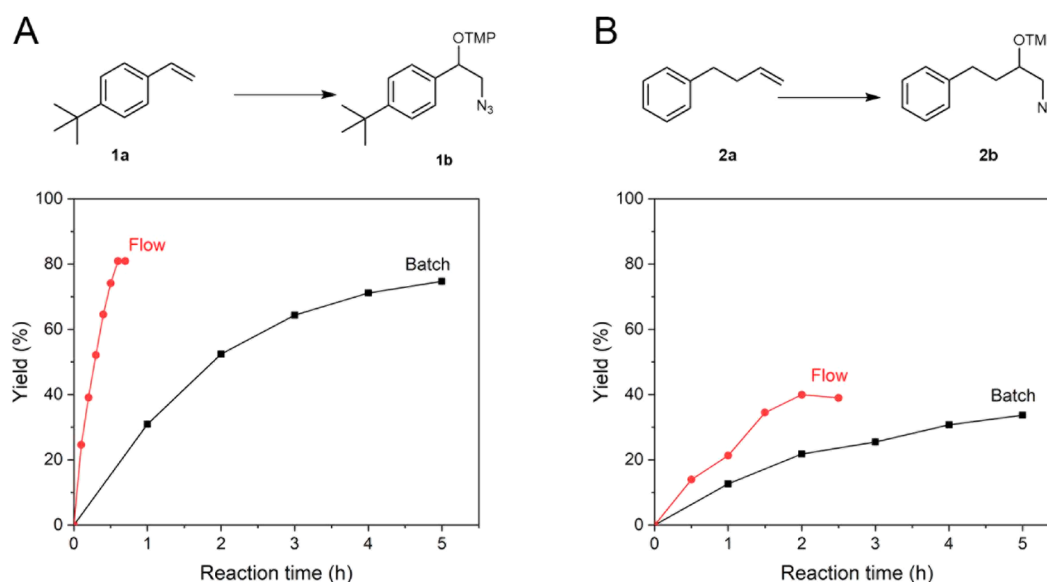 A
OTMP
N3
1a
1b
Flow
Batch
Yield (%)
100
80
60
40
20
0
0 1 2 3 4 5
Reaction time (h)
B
OTM
N
2a
2b
Flow
Batch
Yield (%)
100
80
60
40
20
0
0 1 2 3 4 5
Reaction time (h)